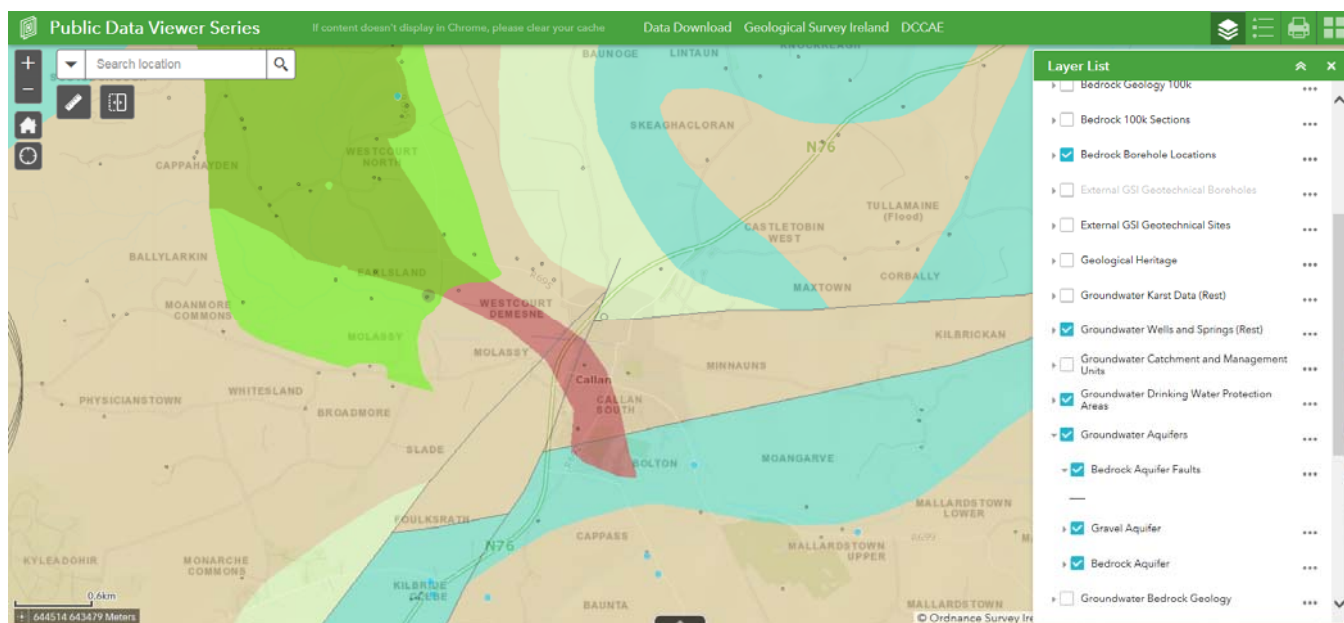 Public Data Viewer Series
If content doesn't display in Chrome, please clear your cache
Data Download Geological Survey Ireland DCCAE
Search location
BAUNOGE
LINTAUN
SKEAGHACLORAN
N76
WESTCOURT
NORTH
CAPPAHAYDEN
TULLAMAINE
(Flood)
CASTLETOBIN
WEST
BALLYLARKIN
EARLSLAND
R695
CORBALLY
MAXTOWN
MOANMORE
COMMONS
WESTCOURT
DEMESNE
MOLASSY
KILBRICKAN
MOLASSY
MINNAUNS
Callan
WHITESLAND
PHYSICIANSTOWN
BROADMORE
CALLAN
SOUTH
SLADE
BOLTON
MOANGARVE
MALLARDSTOWN
LOWER
FOULKSRATH
CAPPASS
R699
N76
MALLARDSTOWN
UPPER
KYLEADOHIR
MONARCHE
COMMONS
KILBRIDE
GLEBE
BAUNTA
MALLARDSTOWN
0.6km
644514 643479 Meters
© Ordnance Survey Ire
Layer List
Bedrock Geology 100k
Bedrock 100k Sections
Bedrock Borehole Locations
External GSI Geotechnical Boreholes
External GSI Geotechnical Sites
Geological Heritage
Groundwater Karst Data (Rest)
Groundwater Wells and Springs (Rest)
Groundwater Catchment and Management
Units
Groundwater Drinking Water Protection
Areas
Groundwater Aquifers
Bedrock Aquifer Faults
Gravel Aquifer
Bedrock Aquifer
Groundwater Bedrock Geology